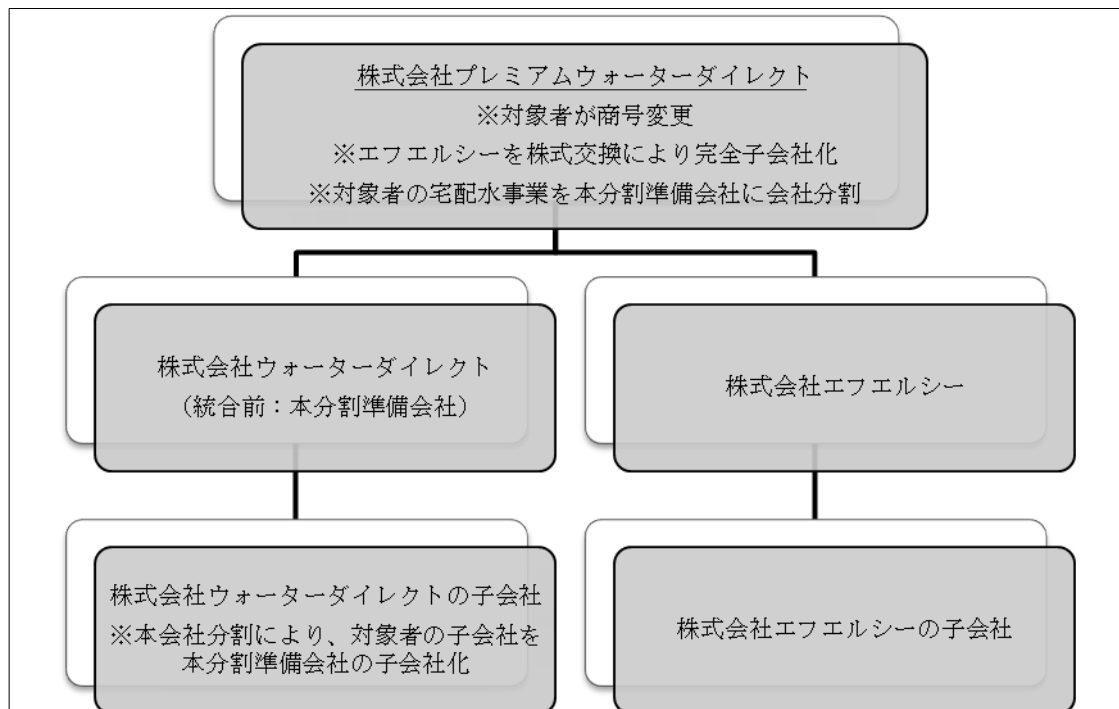 株式会社プレミアムウォーターダイレクト
※対象者が商号変更
※エフエルシーを株式交換により完全子会社化
※対象者の宅配水事業を本分割準備会社に会社分割
株式会社ウォーターダイレクト
（統合前：本分割準備会社）
株式会社エフエルシー
株式会社ウォーターダイレクトの子会社
※本会社分割により、対象者の子会社を
本分割準備会社の子会社化
株式会社エフエルシーの子会社